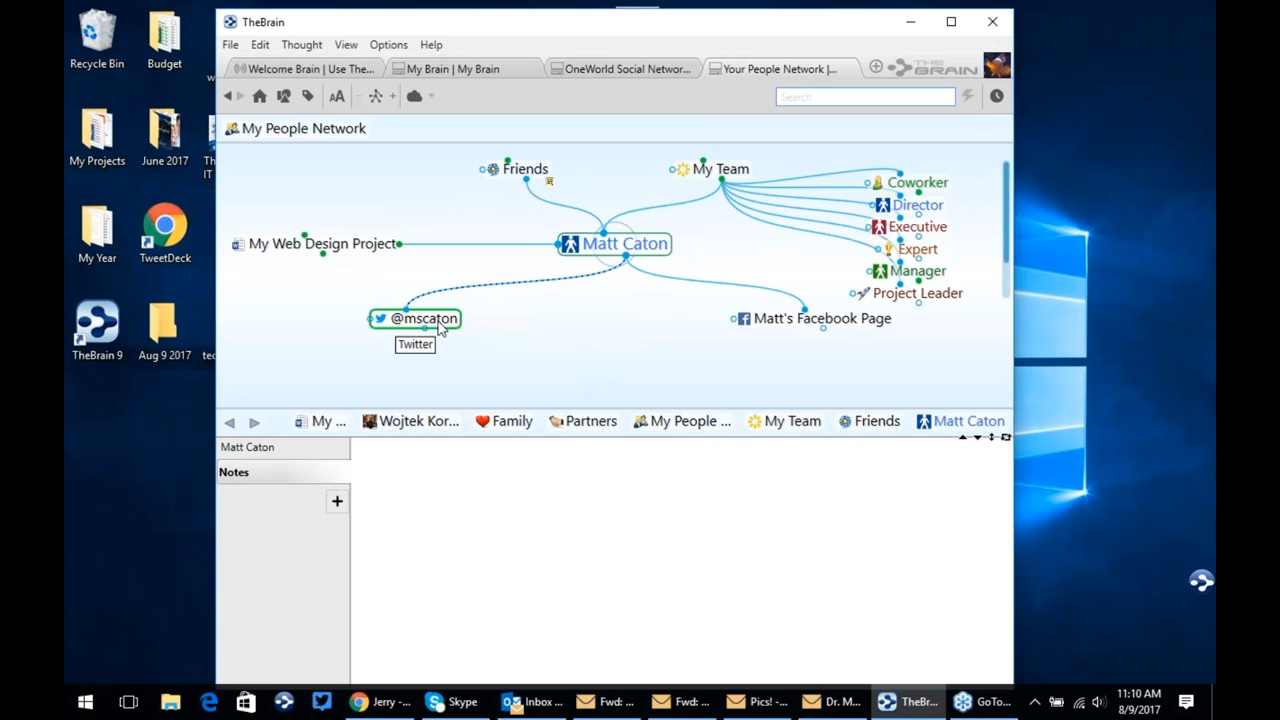 Recycle Bin
Budget
My Projects
June 2017
My Year
TweetDeck
TheBrain 9
Aug 9 2017
TheBrain
File Edit Thought View Options Help
Welcome Brain | Use The...
My Brain | My Brain
OneWorld Social Networ...
Your People Network |...
THE BRAIN
AA
Search
My People Network
Friends
My Team
Coworker
Director
Executive
Expert
Manager
Project Leader
My Web Design Project
Matt Caton
@mscaton
Matt's Facebook Page
Twitter
My ...
Wojtek Kor...
Family
Partners
My People ...
My Team
Friends
Matt Caton
Matt Caton
Notes
Jerry -...
Skype
Inbox ...
Fwd: ...
Fwd: ...
Pics! -...
Dr. M...
TheBr...
GoTo...
11:10 AM
8/9/2017